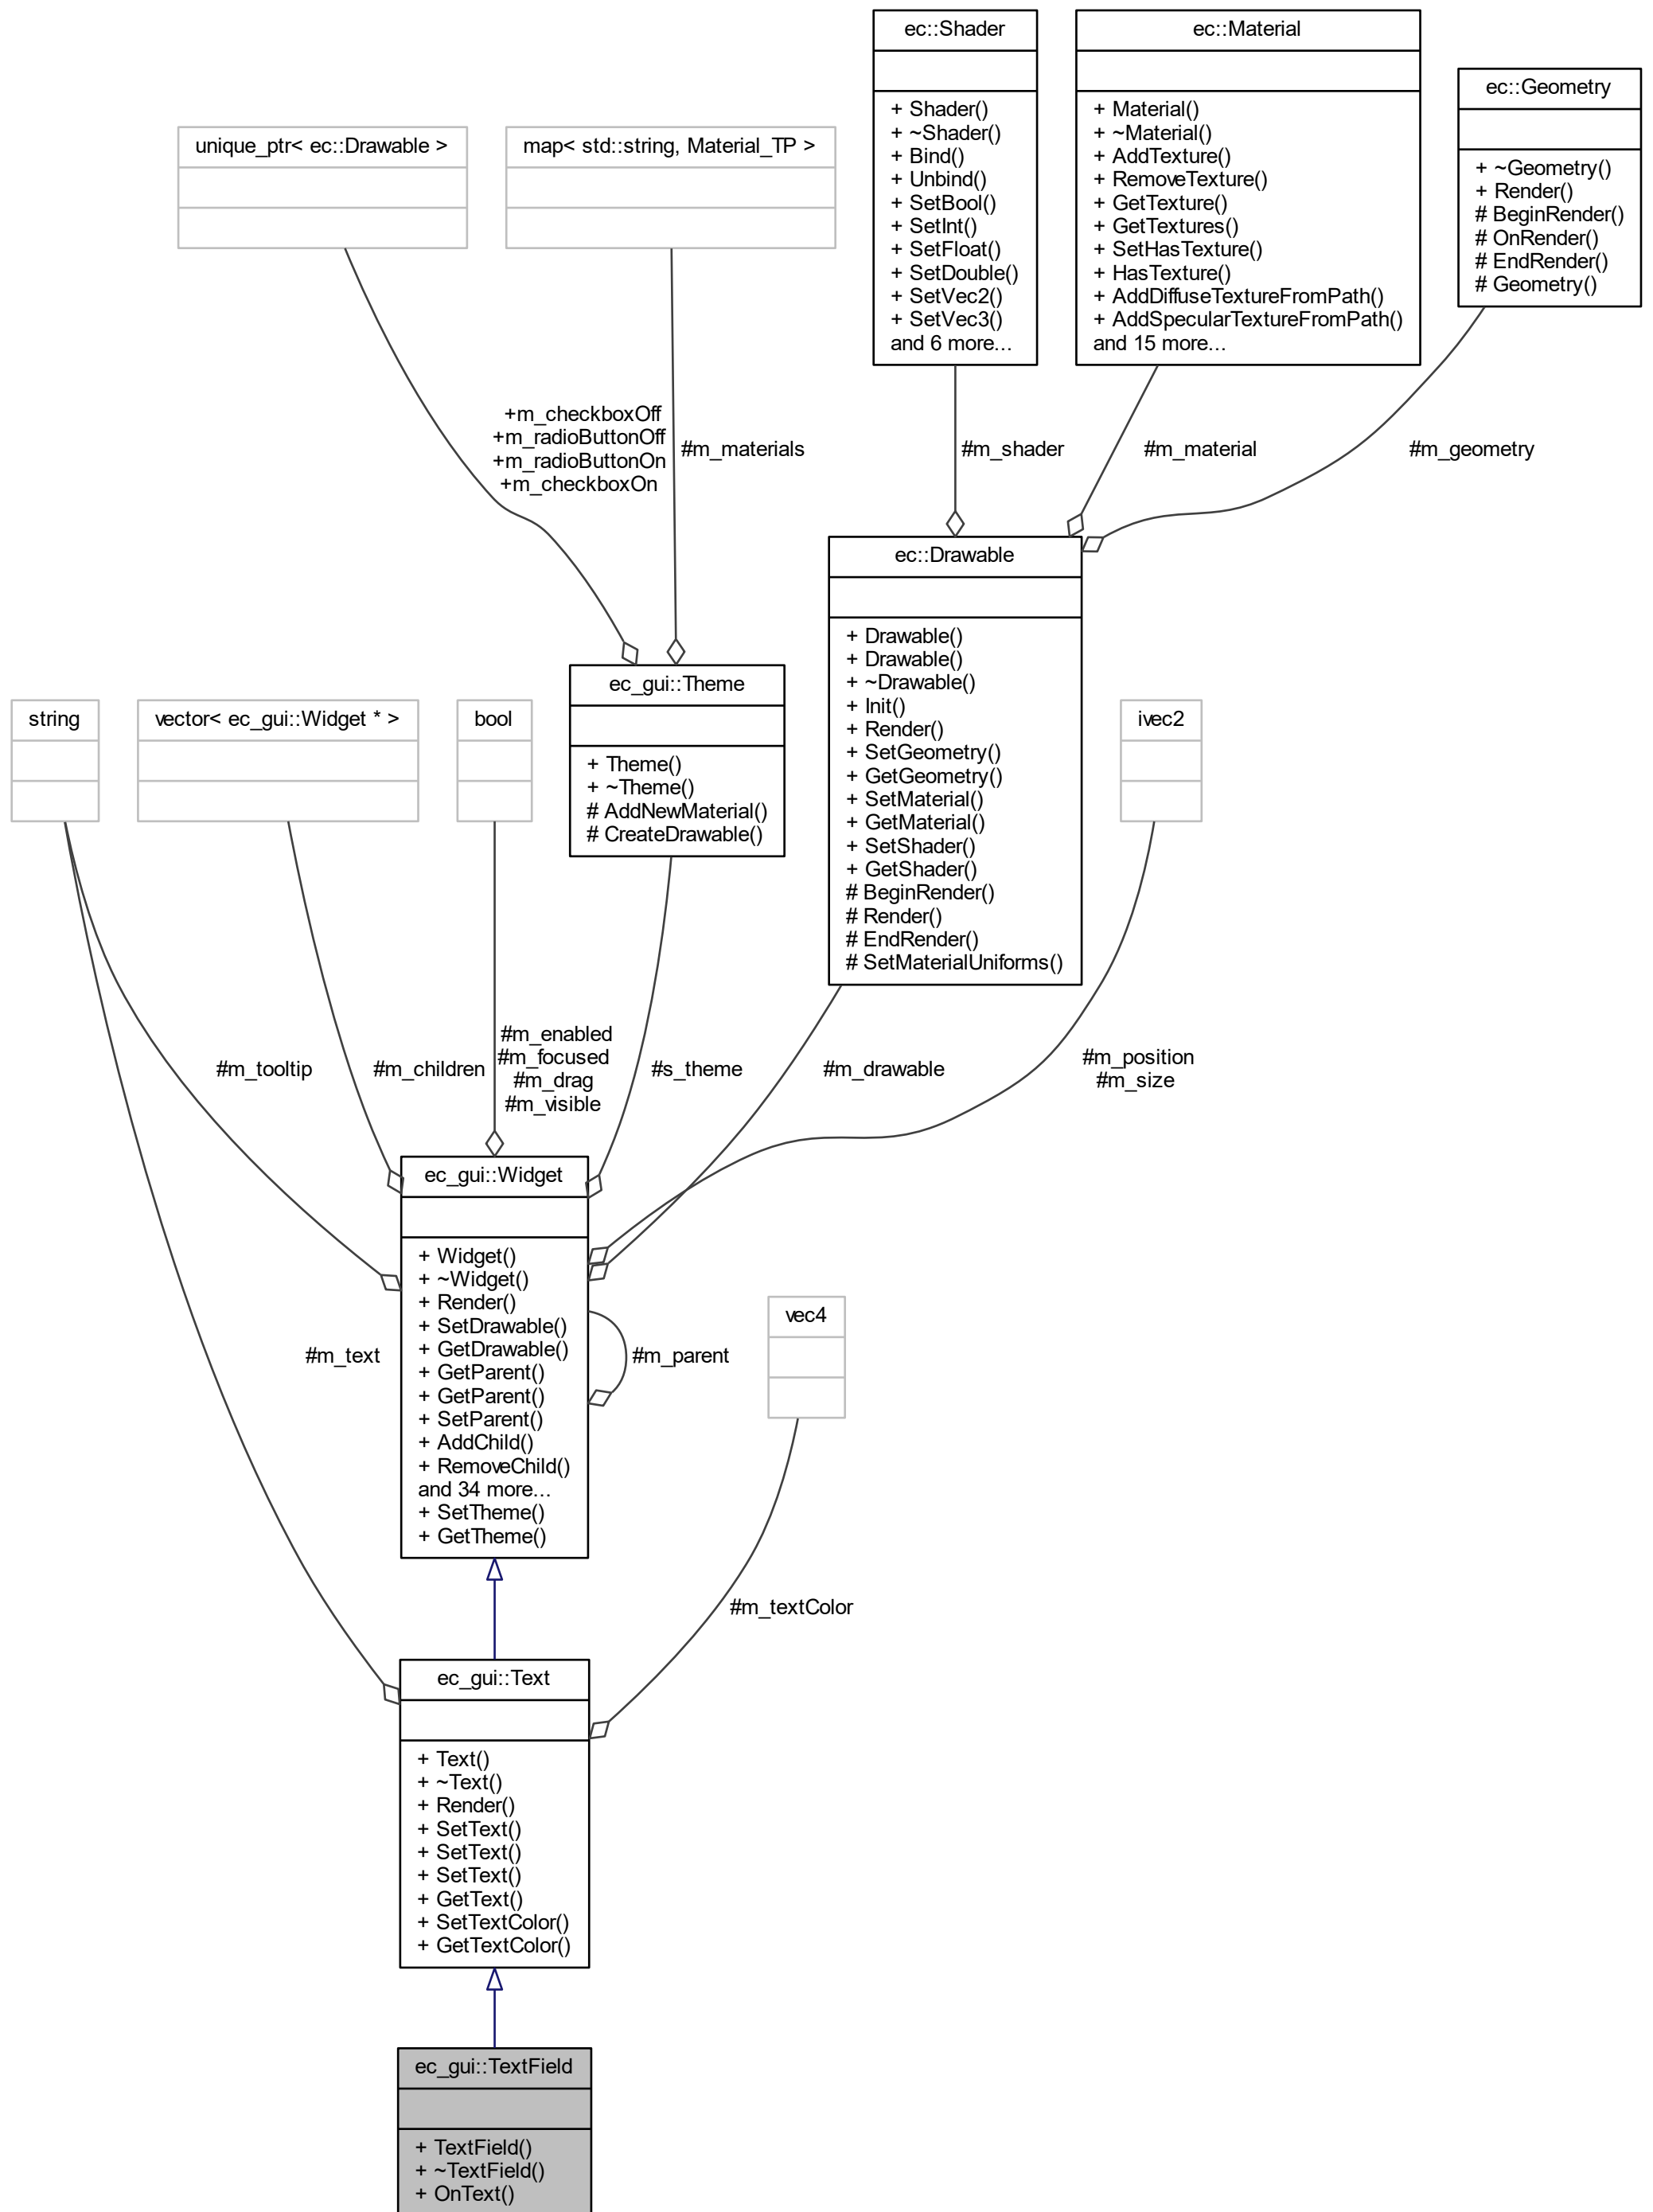 ec::Shader
+ Shader()
+ ~Shader()
+ Bind()
+ Unbind()
+ SetBool()
+ SetInt()
+ SetFloat()
+ SetDouble()
+ SetVec2()
+ SetVec3()
and 6 more...
ec::Material
+ Material()
+ ~Material()
+ AddTexture()
+ RemoveTexture()
+ GetTexture()
+ GetTextures()
+ SetHasTexture()
+ HasTexture()
+ AddDiffuseTextureFromPath()
+ AddSpecularTextureFromPath()
and 15 more...
ec::Geometry
+ ~Geometry()
+ Render()
# BeginRender()
# OnRender()
# EndRender()
# Geometry()
unique_ptr< ec::Drawable >
map< std::string, Material_TP >
+m_checkboxOff
+m_radioButtonOff
+m_radioButtonOn
+m_checkboxOn
#m_materials
#m_shader
#m_material
#m_geometry
ec::Drawable
+ Drawable()
+ Drawable()
+ ~Drawable()
+ Init()
+ Render()
+ SetGeometry()
+ GetGeometry()
+ SetMaterial()
+ GetMaterial()
+ SetShader()
+ GetShader()
# BeginRender()
# Render()
# EndRender()
# SetMaterialUniforms()
ec_gui::Theme
+ Theme()
+ ~Theme()
# AddNewMaterial()
# CreateDrawable()
string
vector< ec_gui::Widget * >
bool
ivec2
#m_tooltip
#m_children
#m_enabled
#m_focused
#m_drag
#m_visible
#s_theme
#m_drawable
#m_position
#m_size
ec_gui::Widget
+ Widget()
+ ~Widget()
+ Render()
+ SetDrawable()
+ GetDrawable()
+ GetParent()
+ GetParent()
+ SetParent()
+ AddChild()
+ RemoveChild()
and 34 more...
+ SetTheme()
+ GetTheme()
#m_text
#m_parent
vec4
#m_textColor
ec_gui::Text
+ Text()
+ ~Text()
+ Render()
+ SetText()
+ SetText()
+ SetText()
+ GetText()
+ SetTextColor()
+ GetTextColor()
ec_gui::TextField
+ TextField()
+ ~TextField()
+ OnText()